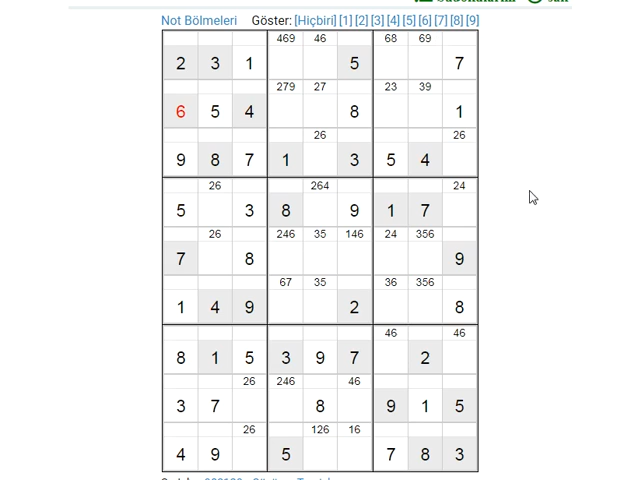 Not Bölmeleri Göster: [Hiçbiri] [1] [2] [3] [4] [5] [6] [7] [8] [9]
469 46 68 69
2 3 1 5 7
279 27 23 39
6 5 4 8 1
26 26
9 8 7 1 3 5 4
26 264 24
5 3 8 9 1 7
26 246 35 146 24 356
7 8 9
67 35 36 356
1 4 9 2 8
46 46
8 1 5 3 9 7 2
26 246 46
3 7 8 9 1 5
26 126 16
4 9 5 7 8 3